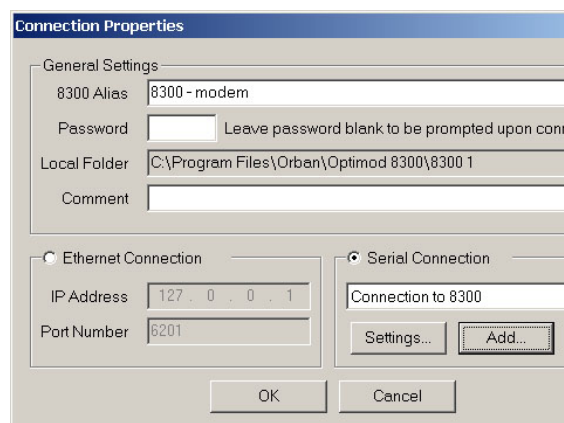 Connection Properties
General Settings
8300 Alias 8300 - modem
Password Leave password blank to be prompted upon
Local Folder C:\Program Files\Orban\Optimod 8300\8300 1
Comment
Ethernet Connection
IP Address 127 . 0 . 0 . 1
Port Number 6201
Serial Connection
Connection to 8300
Settings... Add...
OK Cancel